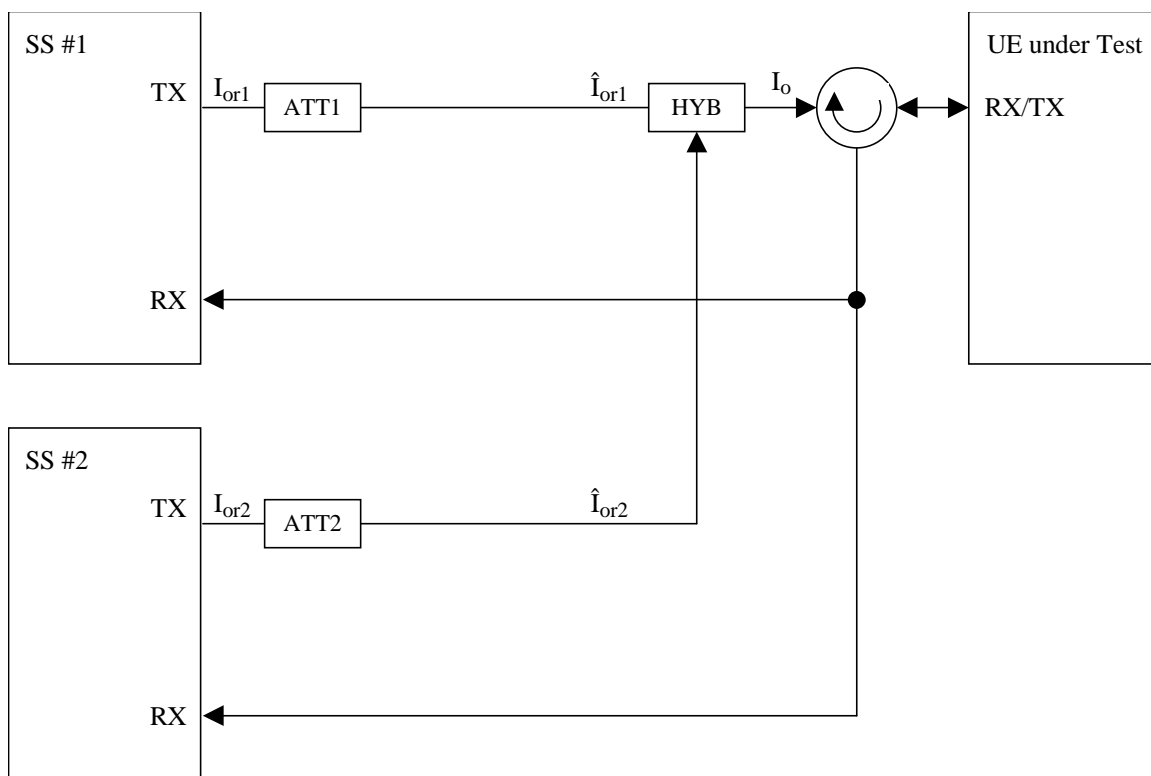 SS #1
UE under Test
TX
I_or1
ATT1
Î_or1
HYB
I_o
RX/TX
RX
SS #2
TX
I_or2
ATT2
Î_or2
RX